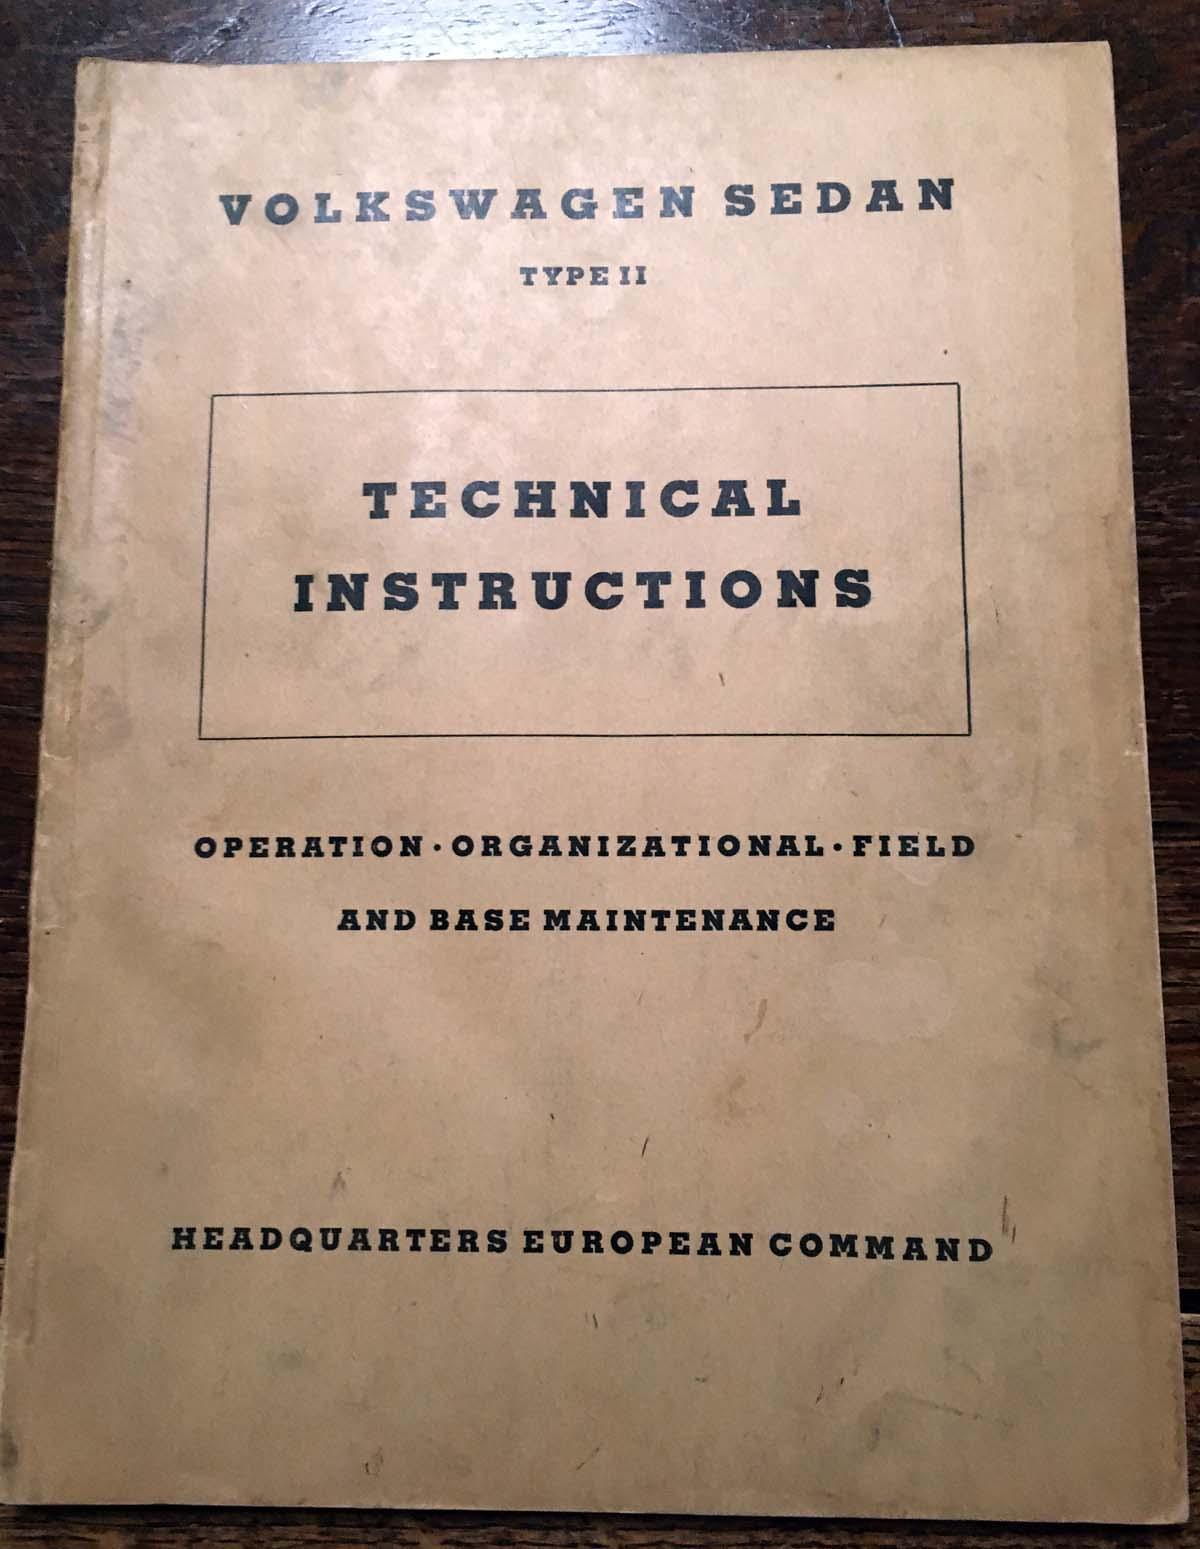 VOLKSWAGEN SEDAN
TYPE II
TECHNICAL
INSTRUCTIONS
OPERATION · ORGANIZATIONAL · FIELD
AND BASE MAINTENANCE
HEADQUARTERS EUROPEAN COMMAND